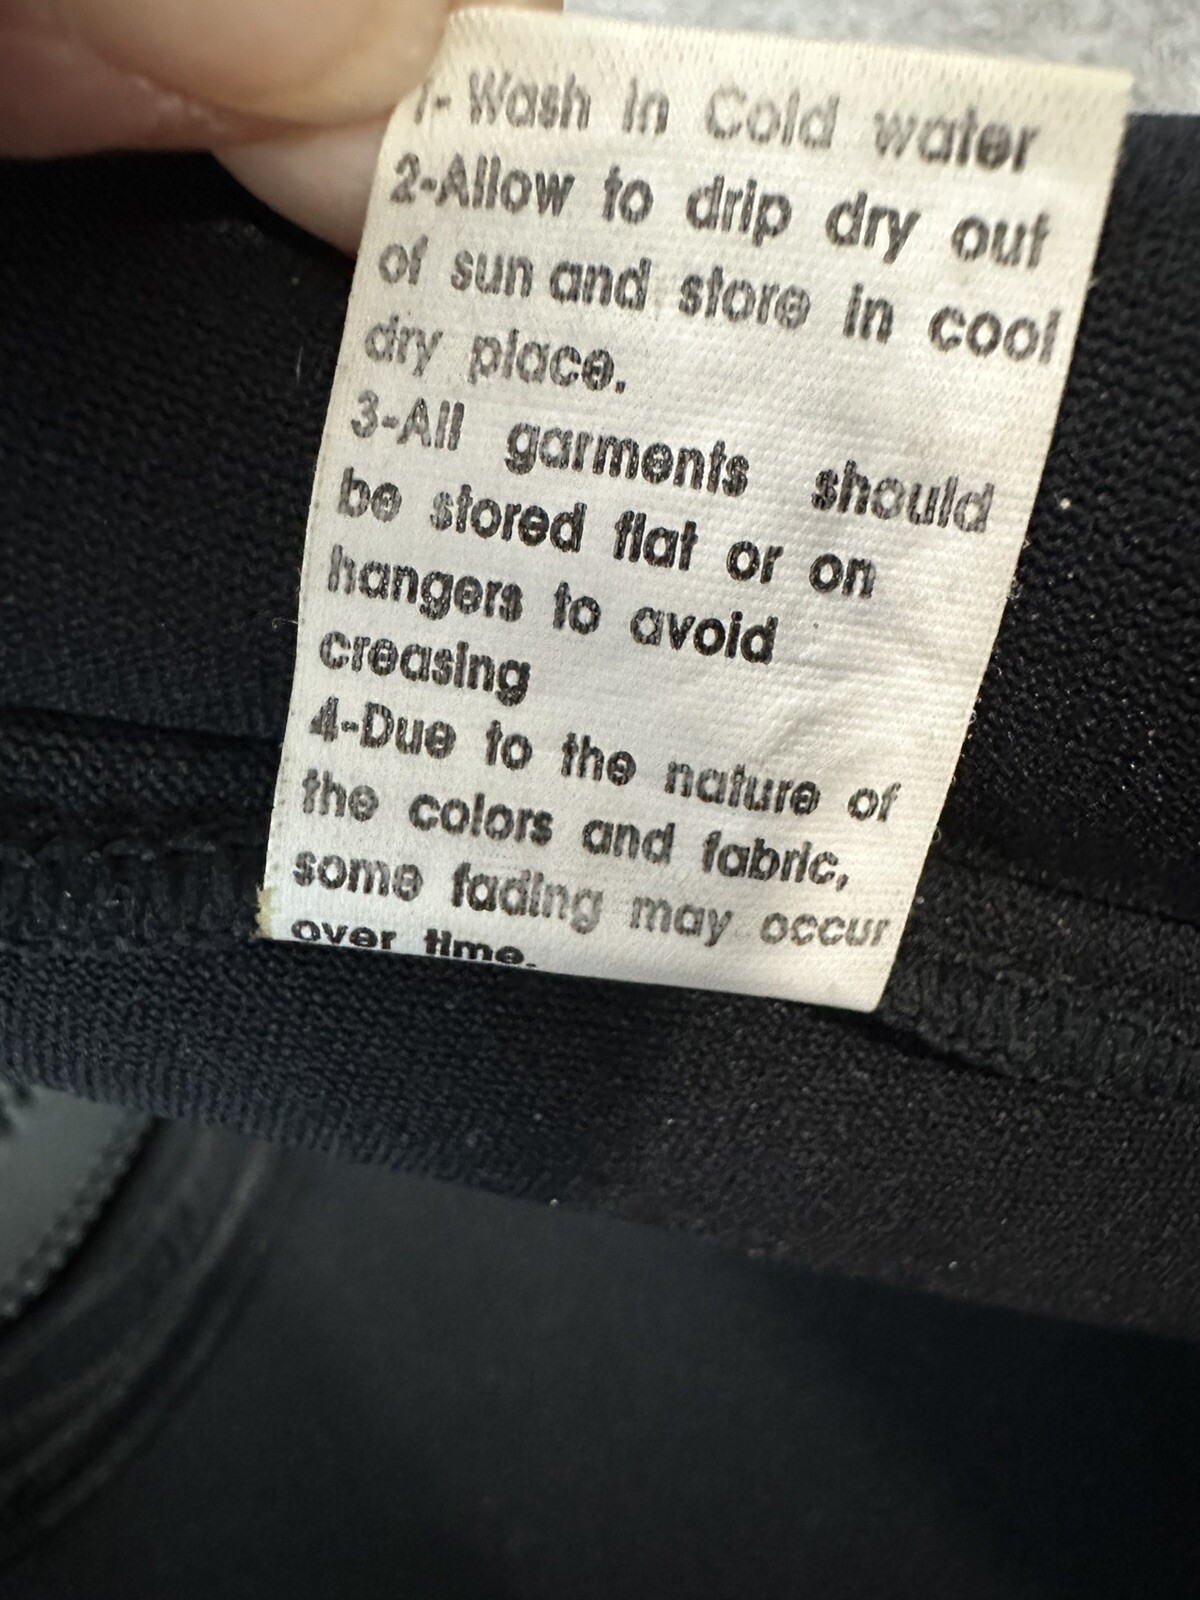 1- Wash in Cold water
2-Allow to drip dry out
of sun and store in cool
dry place.
3-All garments should
be stored flat or on
hangers to avoid
creasing
4-Due to the nature of
the colors and fabric,
some fading may occur
over time.